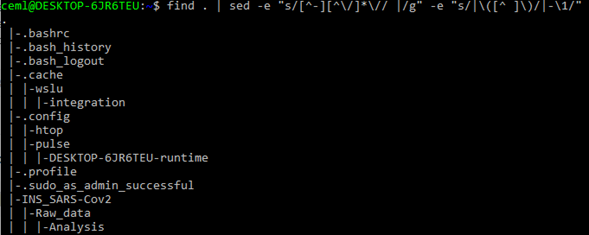 ceml@DESKTOP-6JR6TEU:~$ find . | sed -e "s/[^-][^\/]*\// |/g" -e "s/|\([^ ]\)/|-\1/"
.
 |-.bashrc
 |-.bash_history
 |-.bash_logout
 |-.cache
 | |-wslu
 | | |-integration
 |-.config
 | |-htop
 | |-pulse
 | | |-DESKTOP-6JR6TEU-runtime
 |-.profile
 |-.sudo_as_admin_successful
 |-INS_SARS-Cov2
 | |-Raw_data
 | | |-Analysis